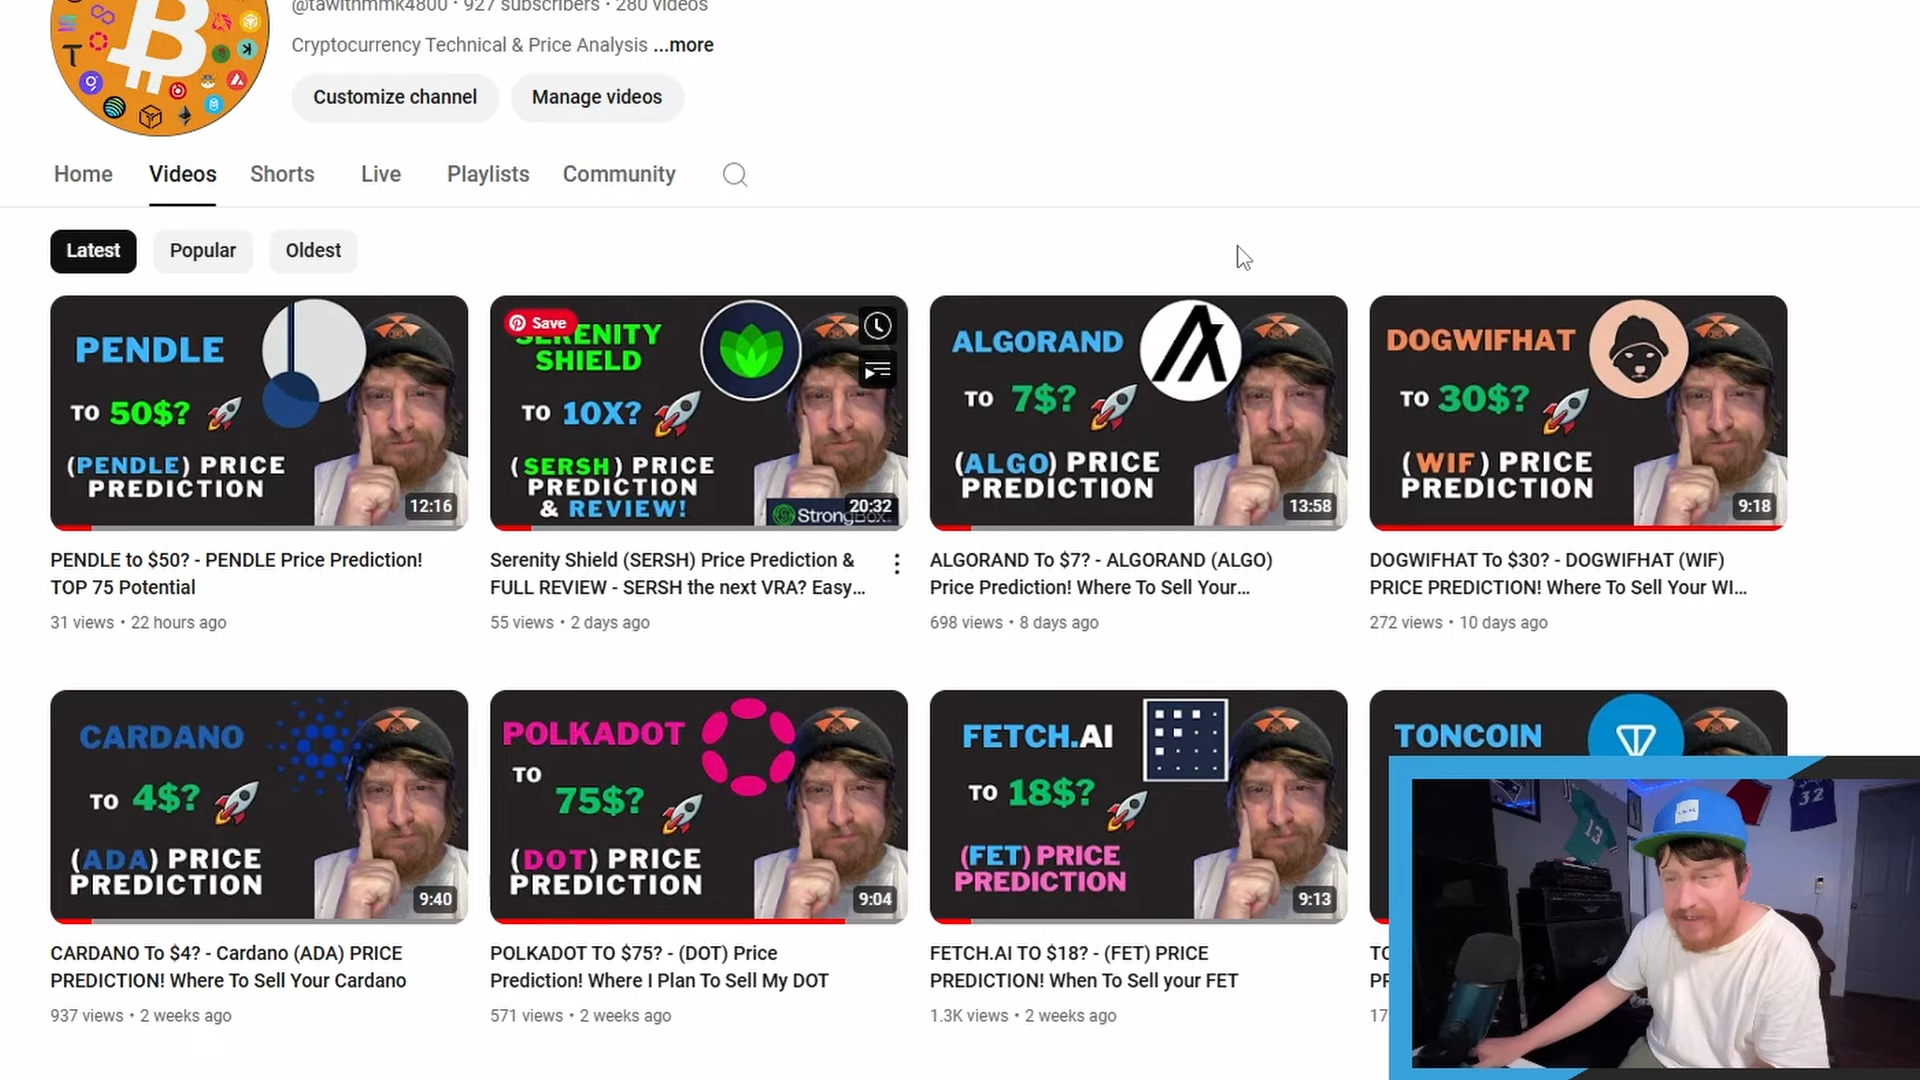 @tawithmmk4800 · 927 subscribers · 280 videos
Cryptocurrency Technical & Price Analysis ...more
Customize channel
Manage videos
Home
Videos
Shorts
Live
Playlists
Community
Latest
Popular
Oldest
PENDLE
TO 50$?
(PENDLE) PRICE
PREDICTION
12:16
Save
SERENITY
SHIELD
TO 10X?
(SERSH) PRICE
PREDICTION
& REVIEW!
StrongBox
20:32
ALGORAND
TO 7$?
(ALGO) PRICE
PREDICTION
13:58
DOGWIFHAT
TO 30$?
(WIF) PRICE
PREDICTION
9:18
PENDLE to $50? - PENDLE Price Prediction!
TOP 75 Potential
31 views · 22 hours ago
Serenity Shield (SERSH) Price Prediction &
FULL REVIEW - SERSH the next VRA? Easy...
55 views · 2 days ago
ALGORAND To $7? - ALGORAND (ALGO)
Price Prediction! Where To Sell Your...
698 views · 8 days ago
DOGWIFHAT To $30? - DOGWIFHAT (WIF)
PRICE PREDICTION! Where To Sell Your WI...
272 views · 10 days ago
CARDANO
TO 4$?
(ADA) PRICE
PREDICTION
9:40
POLKADOT
TO
75$?
(DOT) PRICE
PREDICTION
9:04
FETCH.AI
TO 18$?
(FET) PRICE
PREDICTION
9:13
TONCOIN
CARDANO To $4? - Cardano (ADA) PRICE
PREDICTION! Where To Sell Your Cardano
937 views · 2 weeks ago
POLKADOT TO $75? - (DOT) Price
Prediction! Where I Plan To Sell My DOT
571 views · 2 weeks ago
FETCH.AI TO $18? - (FET) PRICE
PREDICTION! When To Sell your FET
1.3K views · 2 weeks ago
13
32